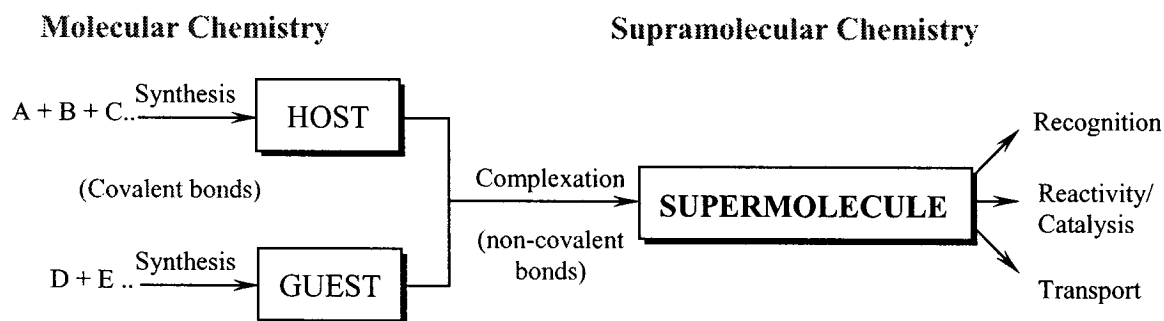 Molecular Chemistry
Supramolecular Chemistry
A + B + C..
Synthesis
HOST
(Covalent bonds)
D + E ..
Synthesis
GUEST
Complexation
(non-covalent
bonds)
SUPERMOLECULE
Recognition
Reactivity/
Catalysis
Transport